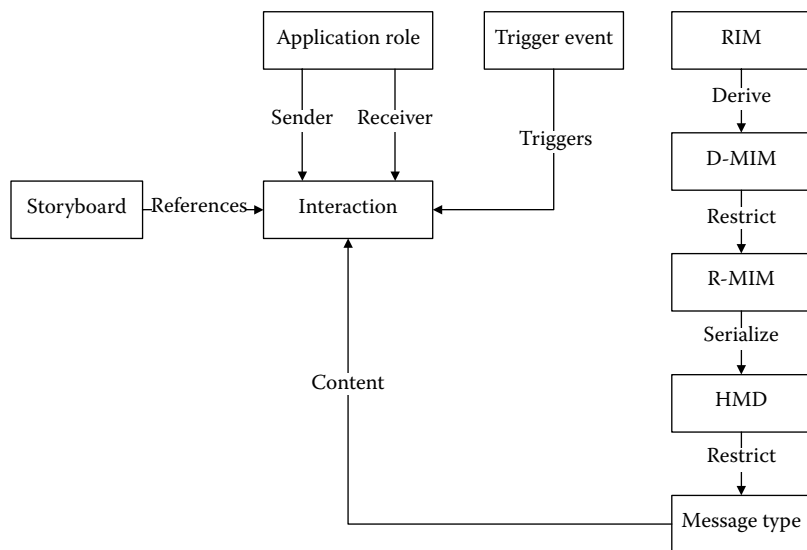 Application role
Trigger event
RIM
Derive
Sender
Receiver
Triggers
D-MIM
Storyboard
References
Interaction
Restrict
R-MIM
Serialize
Content
HMD
Restrict
Message type